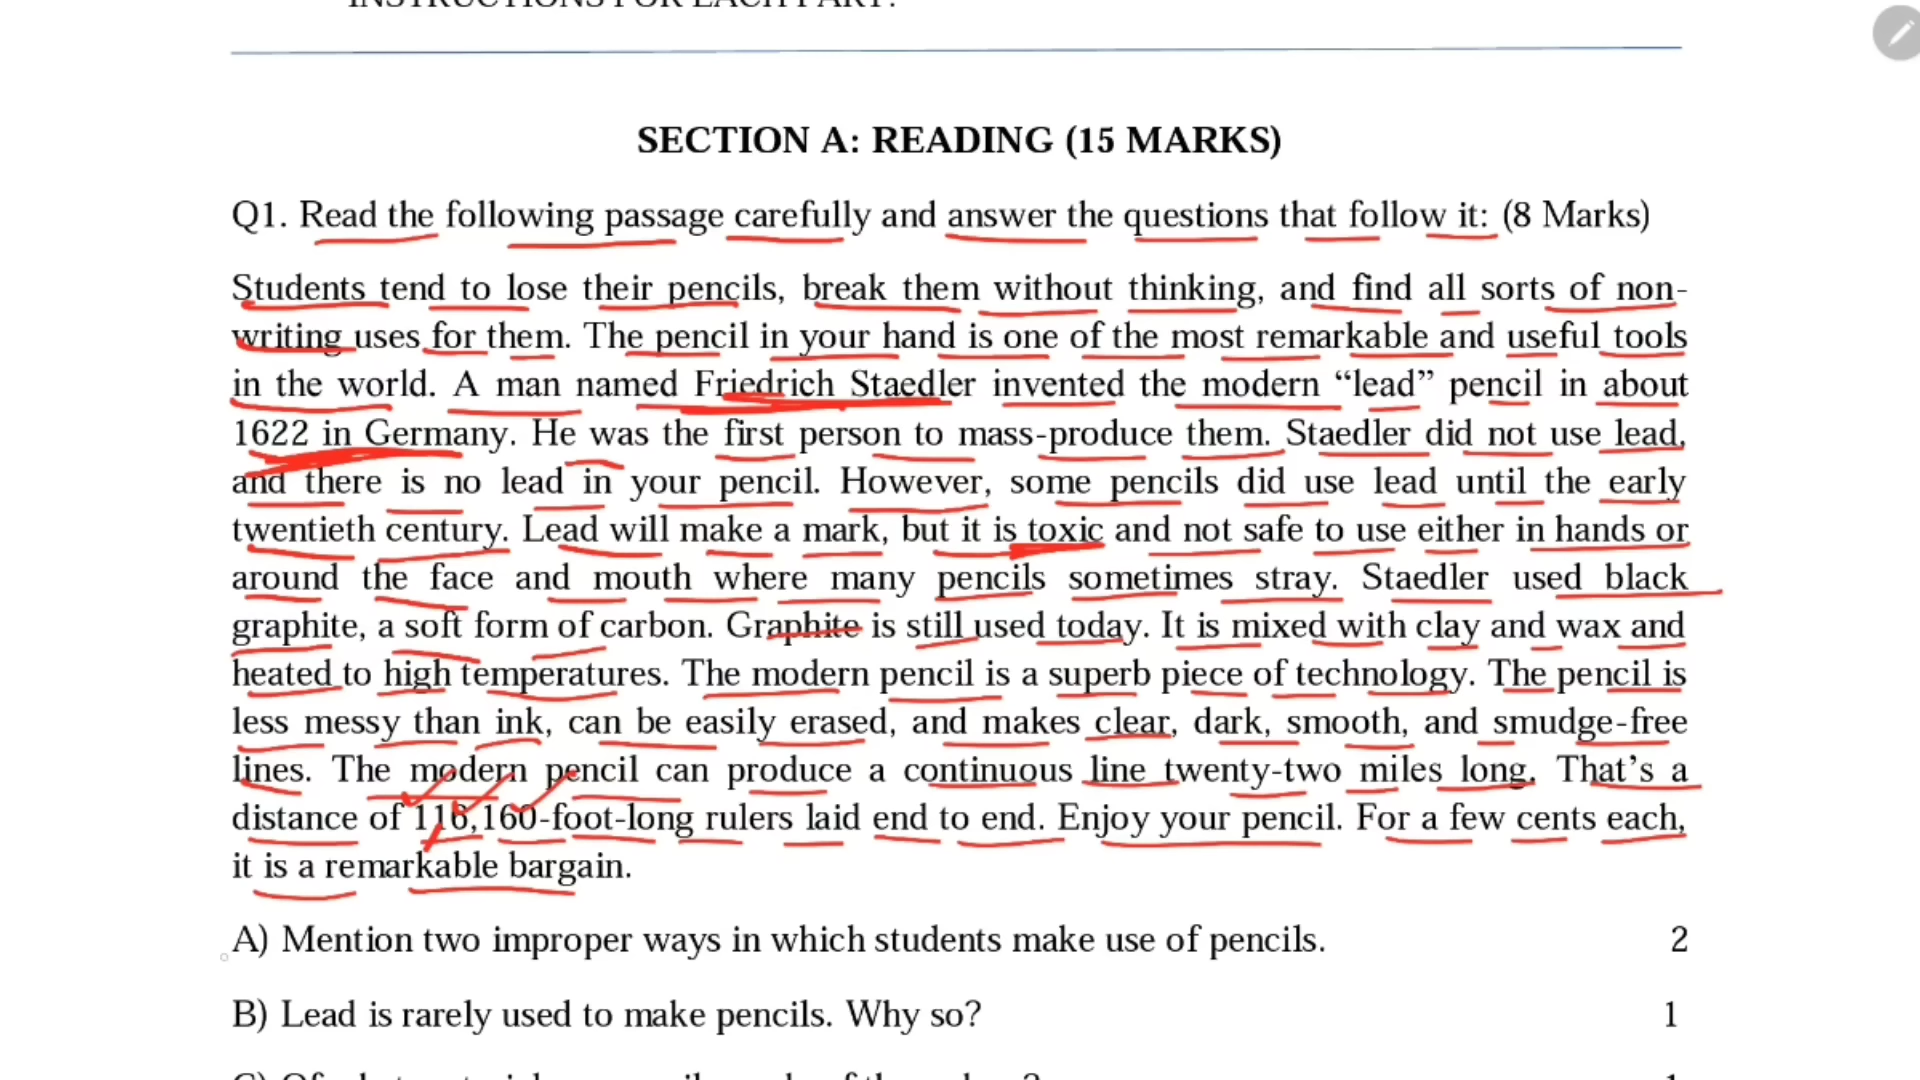 INSTRUCTIONS FOR EACH PART.
SECTION A: READING (15 MARKS)
Q1. Read the following passage carefully and answer the questions that follow it: (8 Marks)
Students tend to lose their pencils, break them without thinking, and find all sorts of non-
writing uses for them. The pencil in your hand is one of the most remarkable and useful tools
in the world. A man named Friedrich Staedler invented the modern “lead” pencil in about
1622 in Germany. He was the first person to mass-produce them. Staedler did not use lead,
and there is no lead in your pencil. However, some pencils did use lead until the early
twentieth century. Lead will make a mark, but it is toxic and not safe to use either in hands or
around the face and mouth where many pencils sometimes stray. Staedler used black
graphite, a soft form of carbon. Graphite is still used today. It is mixed with clay and wax and
heated to high temperatures. The modern pencil is a superb piece of technology. The pencil is
less messy than ink, can be easily erased, and makes clear, dark, smooth, and smudge-free
lines. The modern pencil can produce a continuous line twenty-two miles long. That’s a
distance of 116,160-foot-long rulers laid end to end. Enjoy your pencil. For a few cents each,
it is a remarkable bargain.
A) Mention two improper ways in which students make use of pencils. 2
B) Lead is rarely used to make pencils. Why so? 1